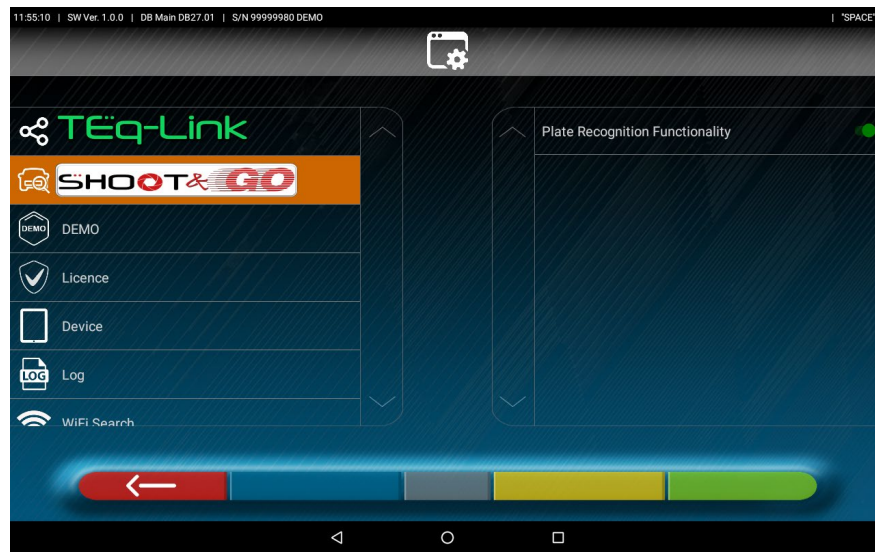 11:55:10 | SW Ver. 1.0.0 | DB Main DB27.01 | S/N 99999980 DEMO | "SPACE"
TEq-Link
SHOOT& GO
DEMO DEMO
Licence
Device
LOG Log
WiFi Search
Plate Recognition Functionality